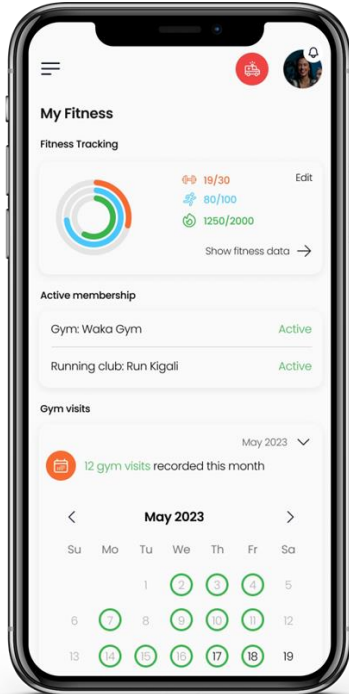 My Fitness
Fitness Tracking
19/30 Edit
80/100
1250/2000
Show fitness data →
Active membership
Gym: Waka Gym Active
Running club: Run Kigali Active
Gym visits
May 2023
12 gym visits recorded this month
< May 2023 >
Su Mo Tu We Th Fr Sa
1 2 3 4 5
6 7 8 9 10 11 12
13 14 15 16 17 18 19